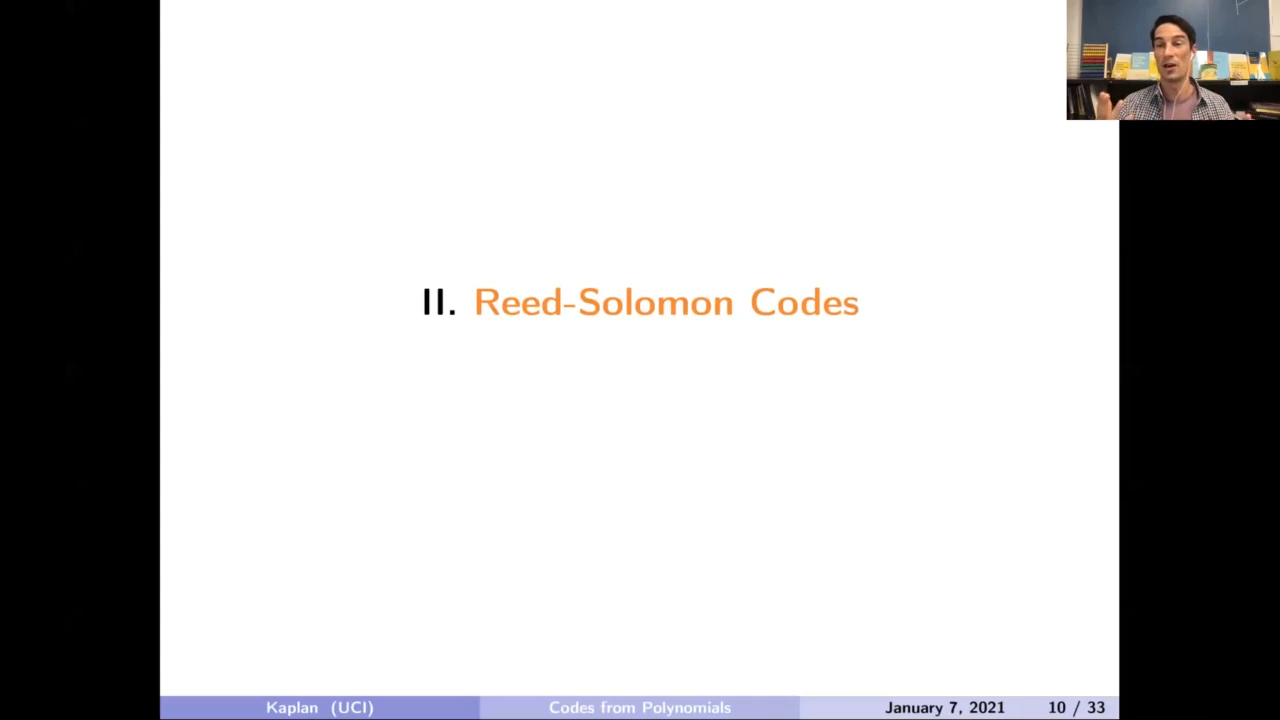 II. Reed-Solomon Codes
Kaplan (UCI) Codes from Polynomials January 7, 2021 10 / 33